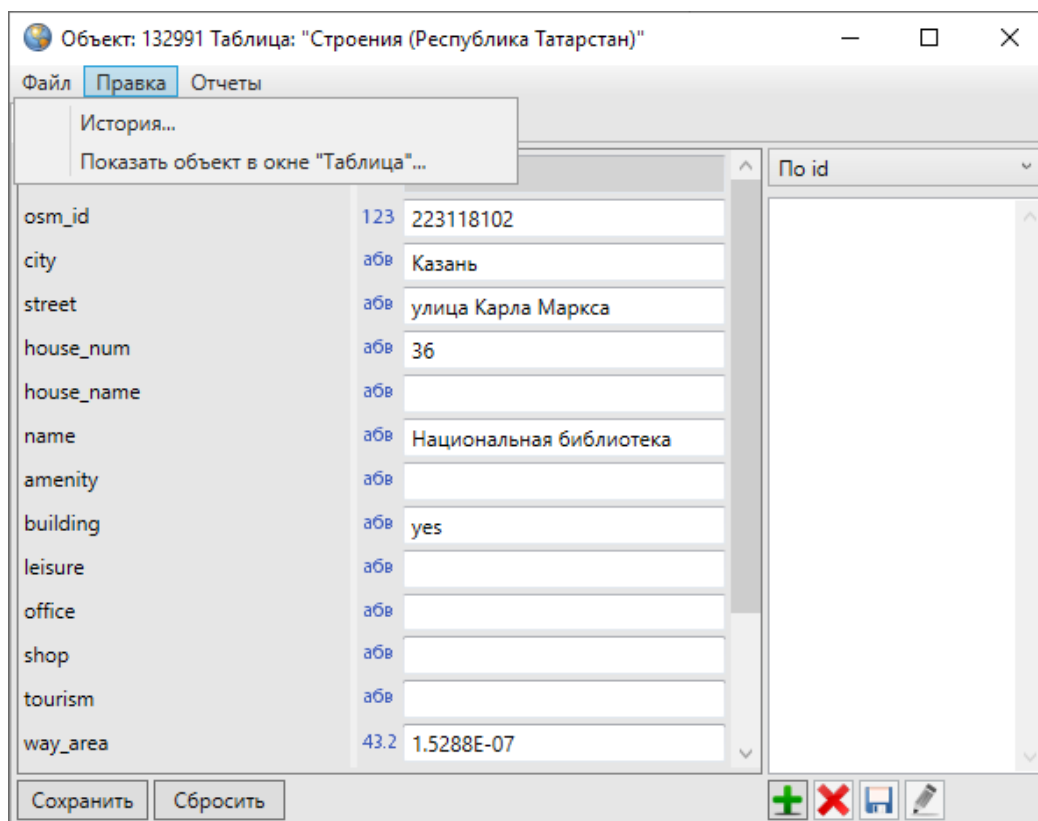 Объект: 132991 Таблица: "Строения (Республика Татарстан)"
Файл Правка Отчеты
История...
Показать объект в окне "Таблица"...
По id
osm_id 123 223118102
city абв Казань
street абв улица Карла Маркса
house_num абв 36
house_name абв
name абв Национальная библиотека
amenity абв
building абв yes
leisure абв
office абв
shop абв
tourism абв
way_area 43.2 1.5288E-07
Сохранить Сбросить